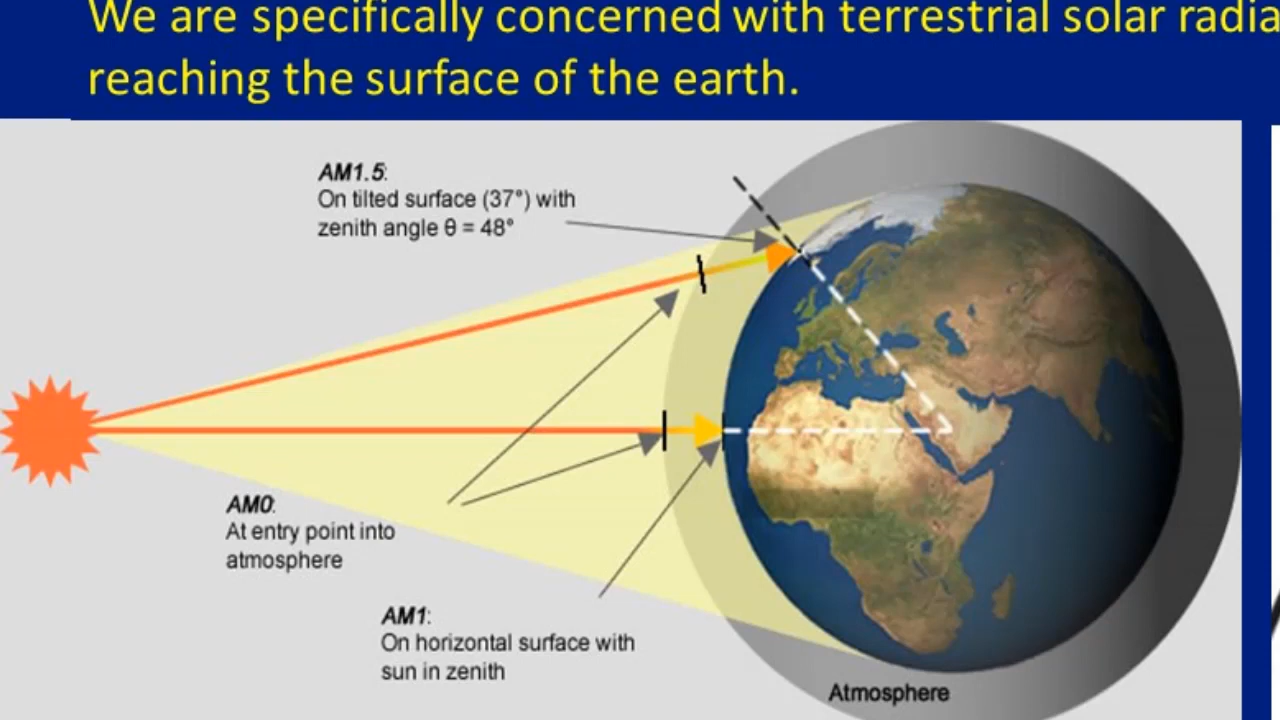 We are specifically concerned with terrestrial solar
reaching the surface of the earth.
AM1.5:
On tilted surface (37°) with
zenith angle θ = 48°
AM0:
At entry point into
atmosphere
AM1:
On horizontal surface with
sun in zenith
Atmosphere